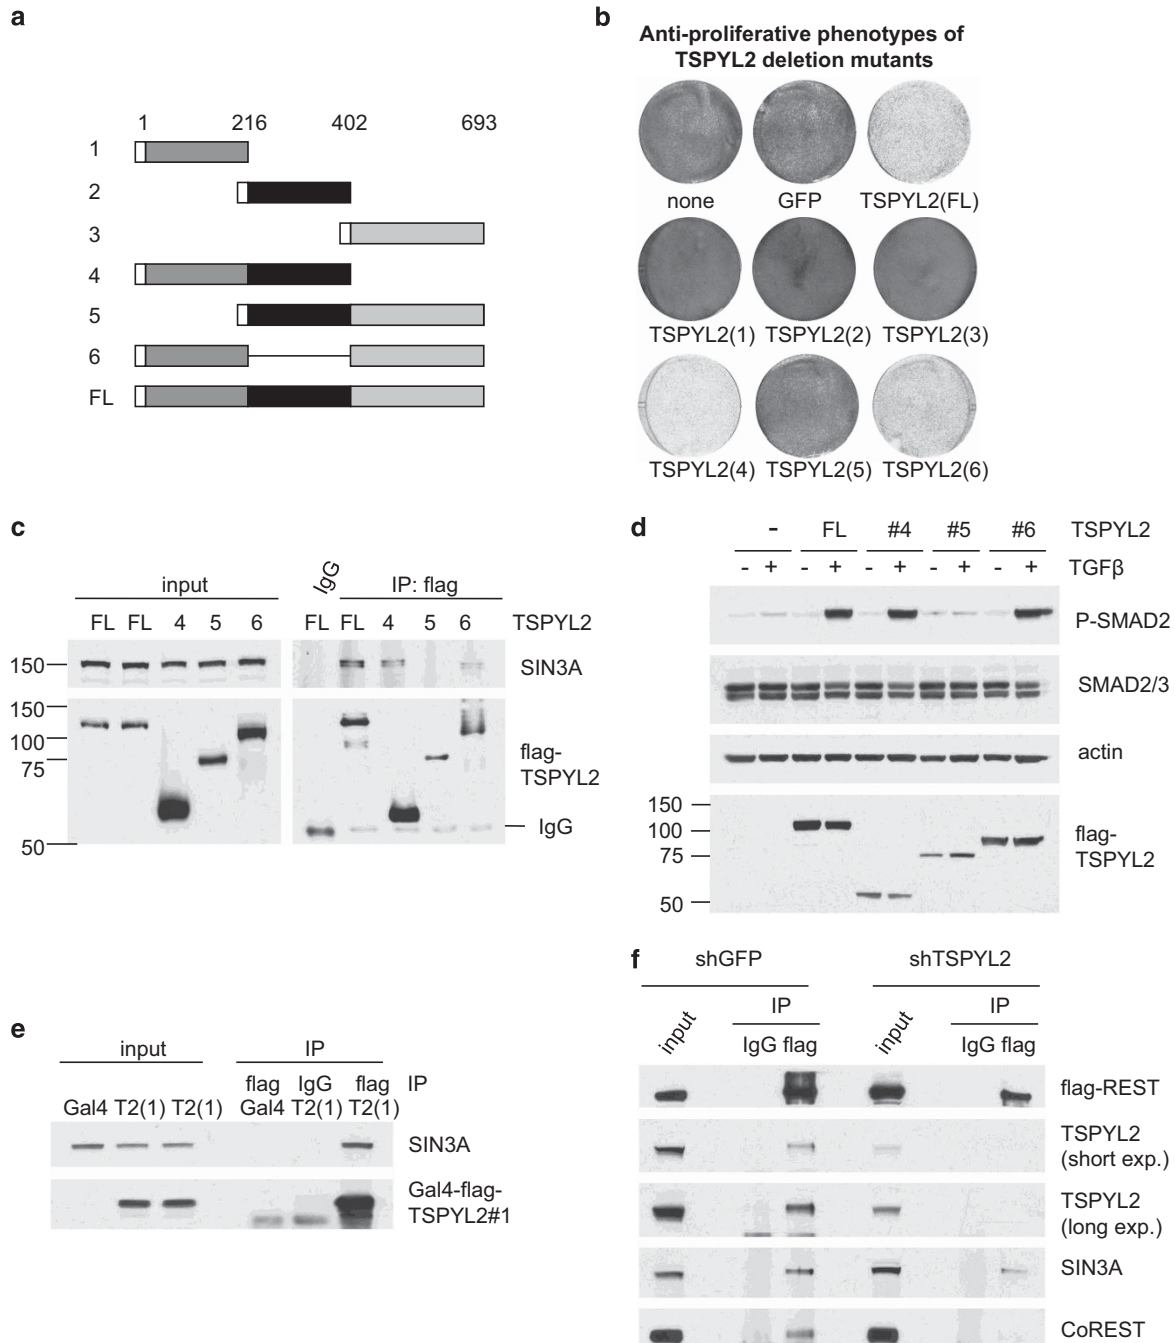 a
1 216 402 693
1
2
3
4
5
6
FL
b
Anti-proliferative phenotypes of
TSPYL2 deletion mutants
none GFP TSPYL2(FL)
TSPYL2(1) TSPYL2(2) TSPYL2(3)
TSPYL2(4) TSPYL2(5) TSPYL2(6)
c
input IgG IP: flag
FL FL 4 5 6 FL FL 4 5 6 TSPYL2
150 SIN3A
150
100
75
50
flag-
TSPYL2
IgG
d
- FL #4 #5 #6 TSPYL2
- + - + - + - + - + TGFβ
P-SMAD2
SMAD2/3
actin
150
100
75
50
flag-
TSPYL2
e
input IP
flag IgG flag IP
Gal4 T2(1) T2(1) Gal4 T2(1) T2(1)
SIN3A
Gal4-flag-
TSPYL2#1
f
shGFP shTSPYL2
input IP input IP
IgG flag IgG flag
flag-REST
TSPYL2
(short exp.)
TSPYL2
(long exp.)
SIN3A
CoREST